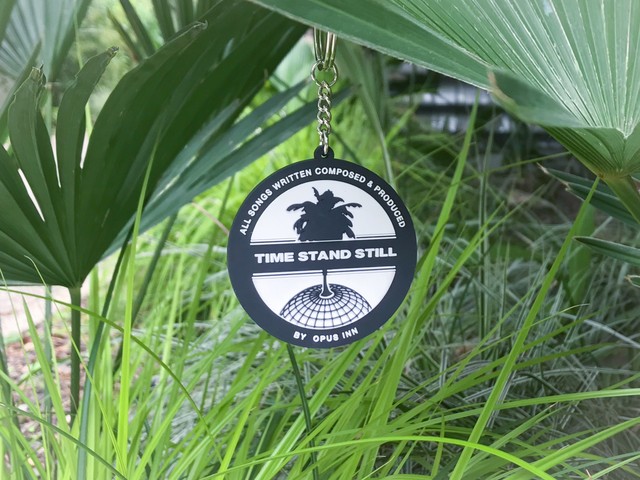 ALL SONGS WRITTEN COMPOSED & PRODUCED
TIME STAND STILL
BY OPUS INN